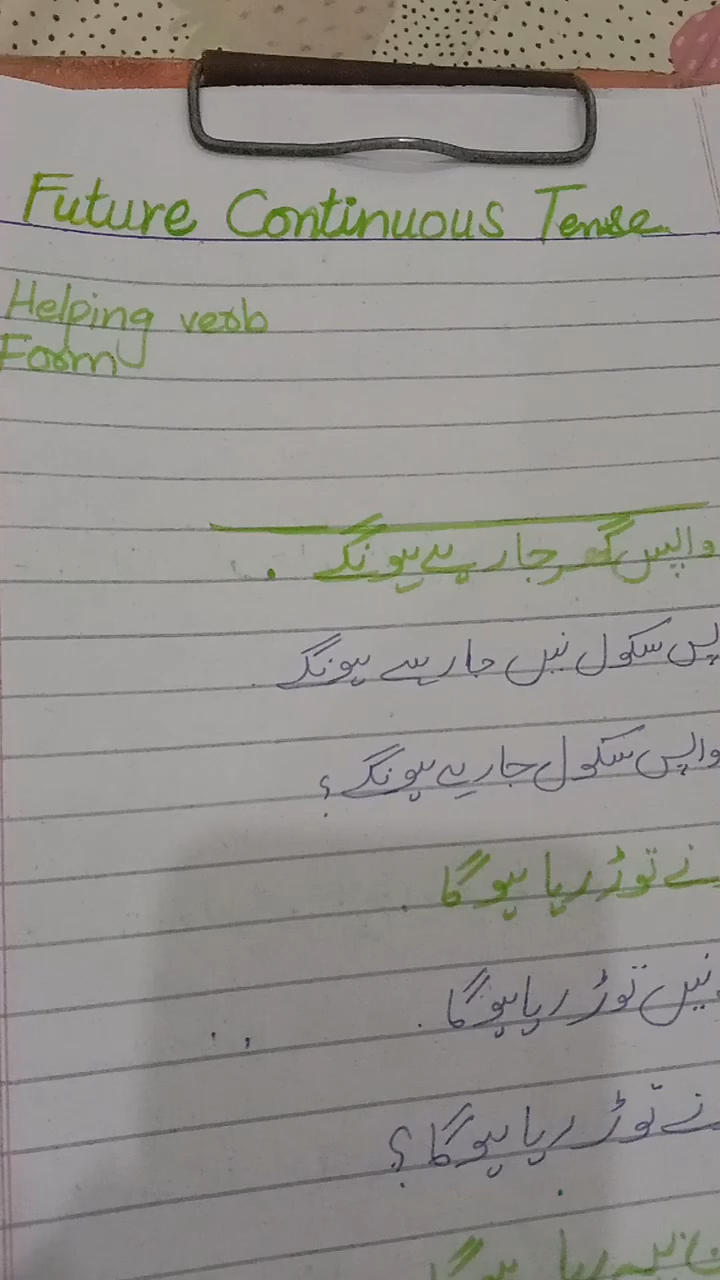 Future Continuous Tense
Helping verb
Form
واپس گھر جا رہے ہونگے .
سکول نہیں جا رہے ہونگے
واپس سکول جا رہے ہونگے ؟
توڑ رہا ہوگا .
نہیں توڑ رہا ہوگا .
توڑ رہا ہوگا ؟